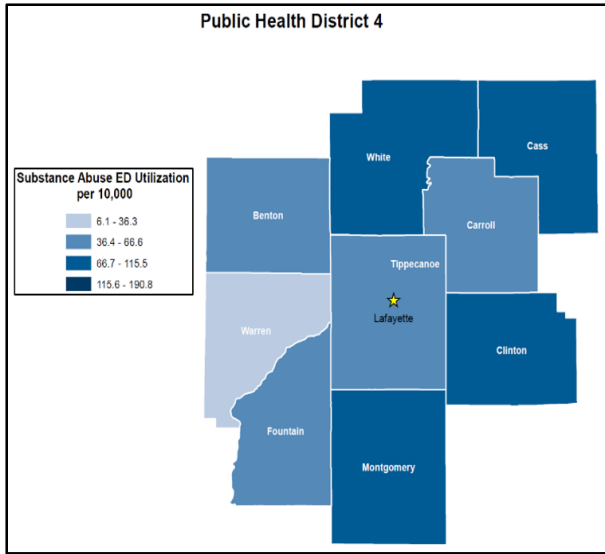 Public Health District 4
Substance Abuse ED Utilization
per 10,000
6.1 - 36.3
36.4 - 66.6
66.7 - 115.5
115.6 - 190.8
White
Cass
Benton
Carroll
Tippecanoe
Lafayette
Warren
Clinton
Fountain
Montgomery